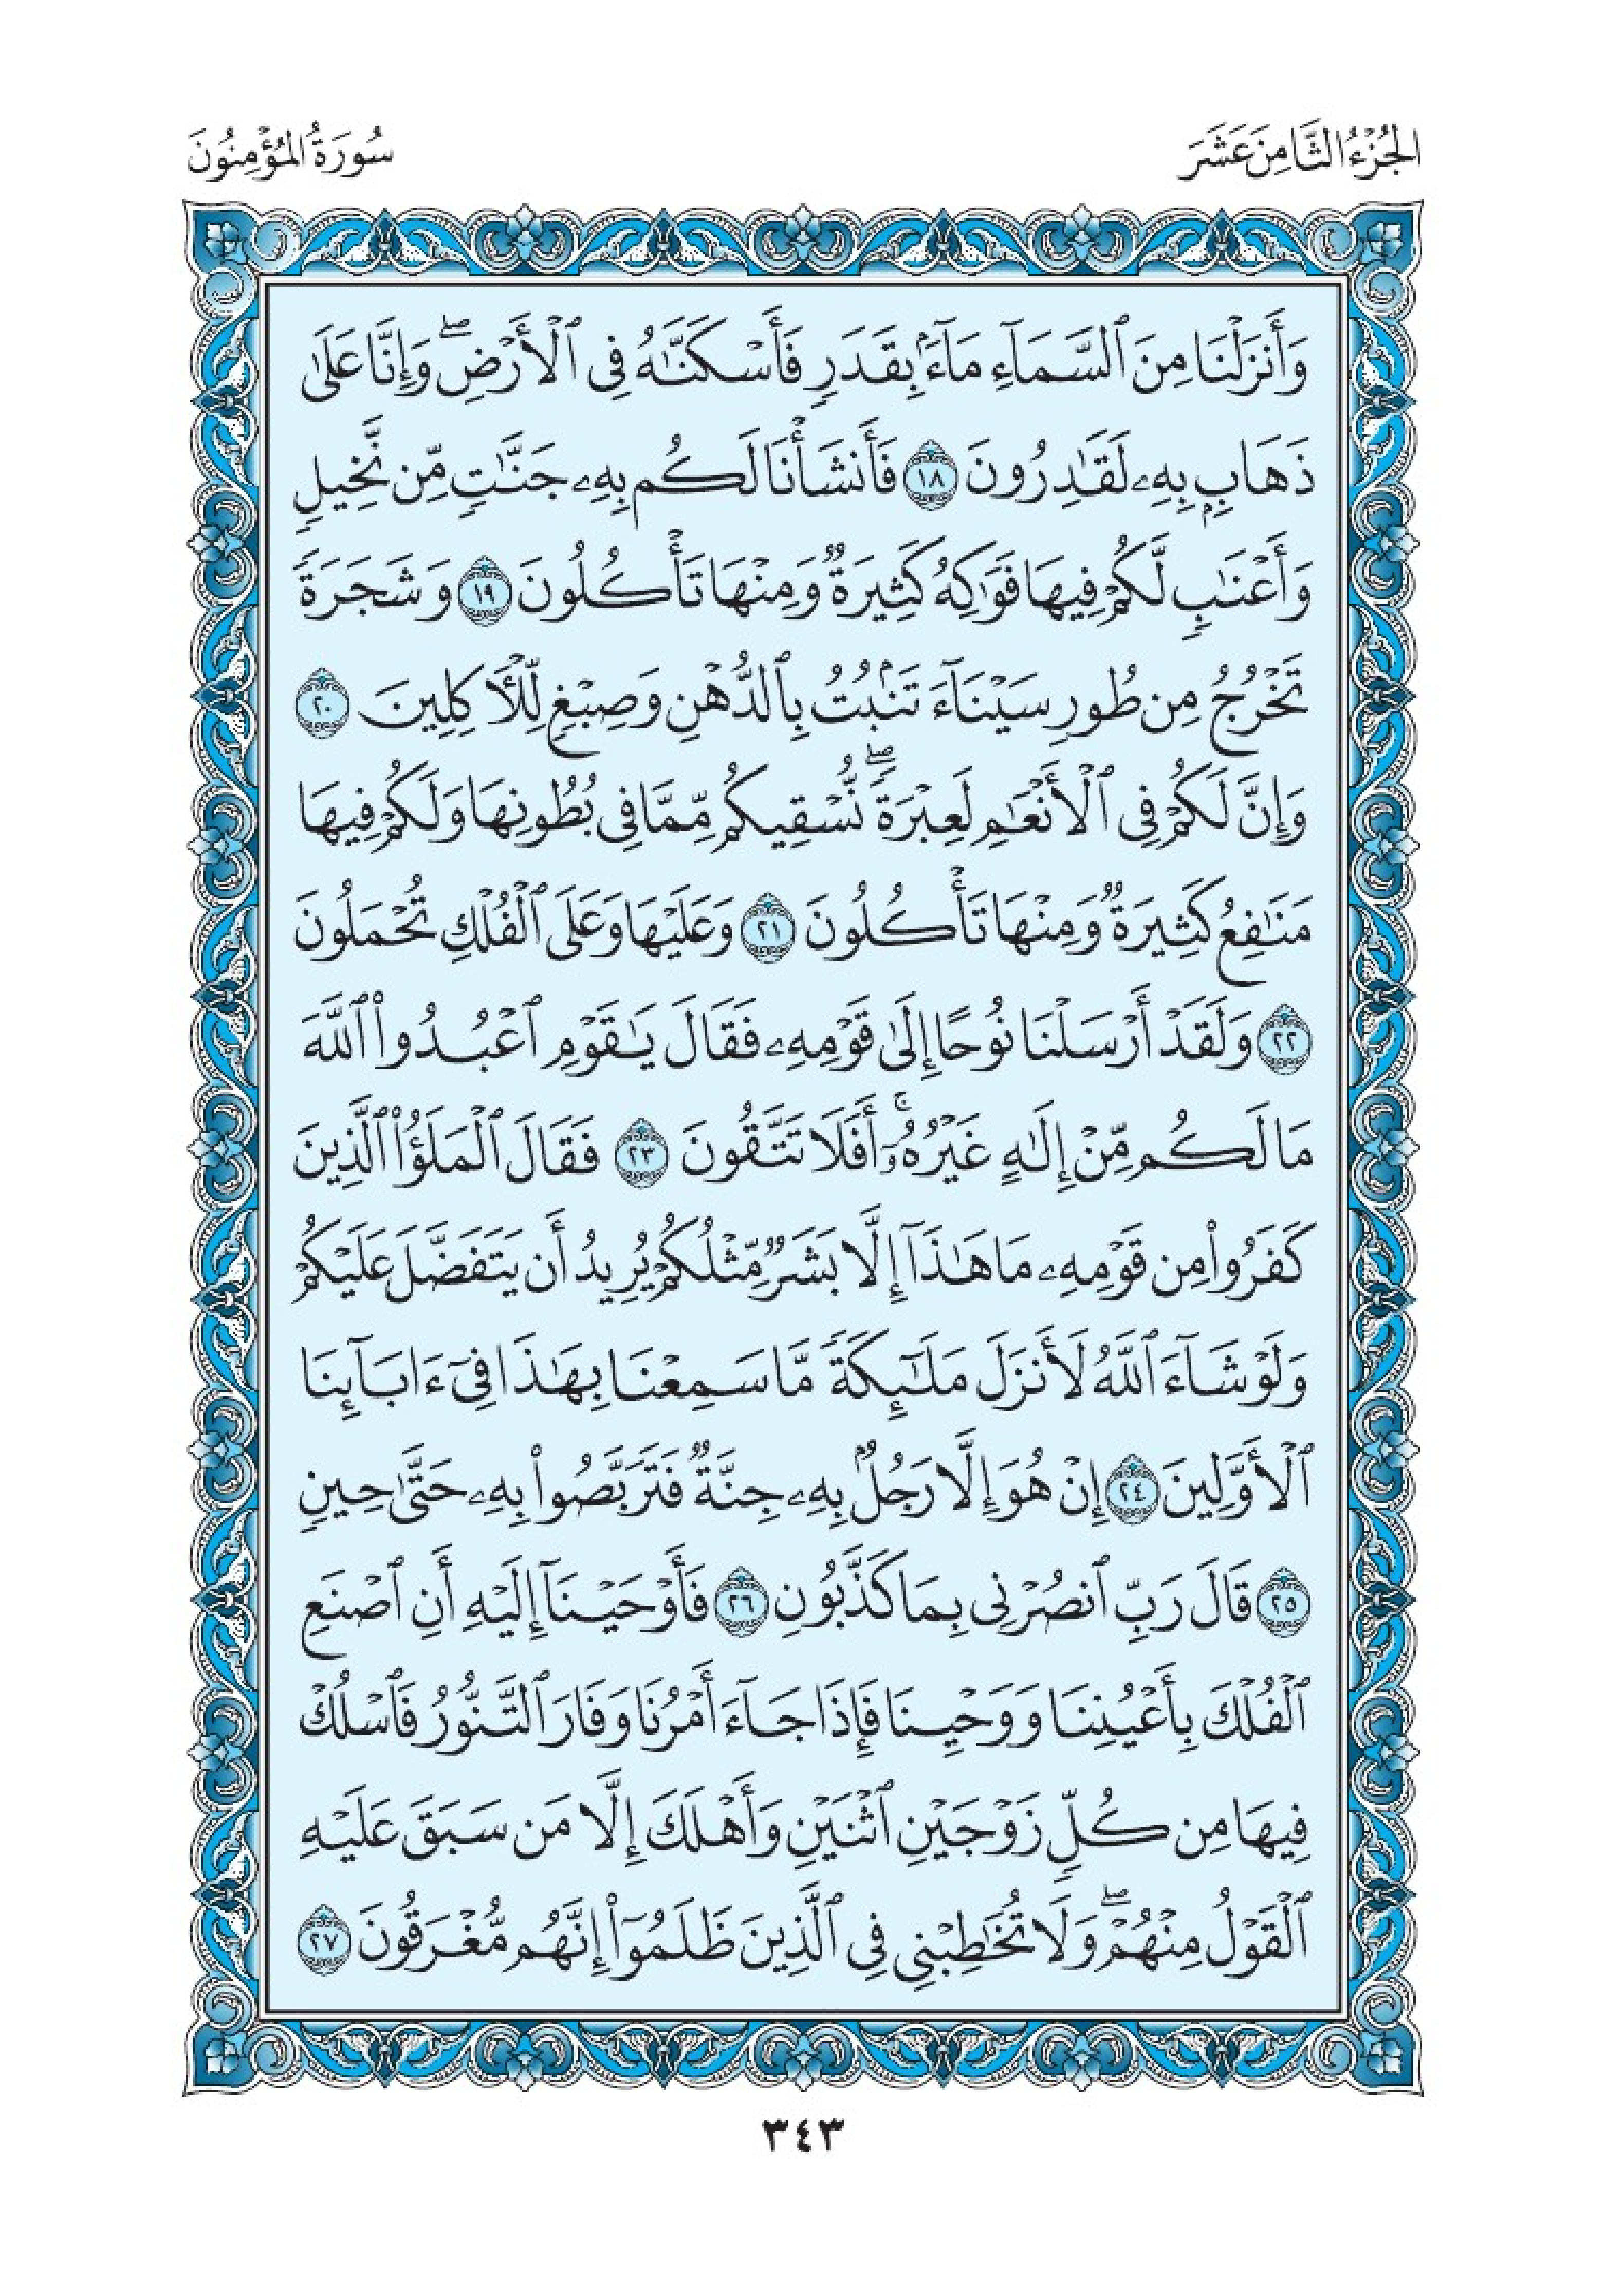 الجُزْءُ الثَّامِنَ عَشَرَ
سُورَةُ المُؤْمِنُونَ
وَأَنزَلْنَا مِنَ ٱلسَّمَآءِ مَآءَۢ بِقَدَرٍ فَأَسْكَنَّٰهُ فِى ٱلْأَرْضِۖ وَإِنَّا عَلَىٰ
ذَهَابٍۭ بِهِۦ لَقَٰدِرُونَ ١٨ فَأَنشَأْنَا لَكُم بِهِۦ جَنَّٰتٍ مِّن نَّخِيلٍ
وَأَعْنَٰبٍ لَّكُمْ فِيهَا فَوَٰكِهُ كَثِيرَةٌ وَمِنْهَا تَأْكُلُونَ ١٩ وَشَجَرَةً
تَخْرُجُ مِن طُورِ سَيْنَآءَ تَنۢبُتُ بِٱلدُّهْنِ وَصِبْغٍ لِّلْأٓكِلِينَ ٢٠
وَإِنَّ لَكُمْ فِى ٱلْأَنْعَٰمِ لَعِبْرَةًۖ نُّسْقِيكُم مِّمَّا فِى بُطُونِهَا وَلَكُمْ فِيهَا
مَنَٰفِعُ كَثِيرَةٌ وَمِنْهَا تَأْكُلُونَ ٢١ وَعَلَيْهَا وَعَلَى ٱلْفُلْكِ تُحْمَلُونَ
٢٢ وَلَقَدْ أَرْسَلْنَا نُوحًا إِلَىٰ قَوْمِهِۦ فَقَالَ يَٰقَوْمِ ٱعْبُدُوا۟ ٱللَّهَ
مَا لَكُم مِّنْ إِلَٰهٍ غَيْرُهُۥٓۚ أَفَلَا تَتَّقُونَ ٢٣ فَقَالَ ٱلْمَلَؤُا۟ ٱلَّذِينَ
كَفَرُوا۟ مِن قَوْمِهِۦ مَا هَٰذَآ إِلَّا بَشَرٌ مِّثْلُكُمْ يُرِيدُ أَن يَتَفَضَّلَ عَلَيْكُمْ
وَلَوْ شَآءَ ٱللَّهُ لَأَنزَلَ مَلَٰٓئِكَةً مَّا سَمِعْنَا بِهَٰذَا فِىٓ ءَابَآئِنَا
ٱلْأَوَّلِينَ ٢٤ إِنْ هُوَ إِلَّا رَجُلٌۢ بِهِۦ جِنَّةٌ فَتَرَبَّصُوا۟ بِهِۦ حَتَّىٰ حِينٍ
٢٥ قَالَ رَبِّ ٱنصُرْنِى بِمَا كَذَّبُونِ ٢٦ فَأَوْحَيْنَآ إِلَيْهِ أَنِ ٱصْنَعِ
ٱلْفُلْكَ بِأَعْيُنِنَا وَوَحْيِنَا فَإِذَا جَآءَ أَمْرُنَا وَفَارَ ٱلتَّنُّورُ فَٱسْلُكْ
فِيهَا مِن كُلٍّ زَوْجَيْنِ ٱثْنَيْنِ وَأَهْلَكَ إِلَّا مَن سَبَقَ عَلَيْهِ
ٱلْقَوْلُ مِنْهُمْۖ وَلَا تُخَٰطِبْنِى فِى ٱلَّذِينَ ظَلَمُوٓا۟ إِنَّهُم مُّغْرَقُونَ ٢٧
٣٤٣